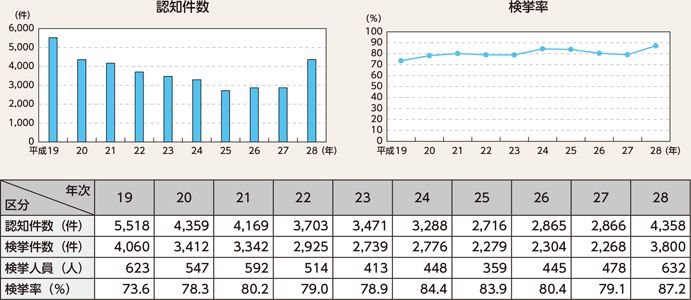 認知件数
(件)
6,000
5,000
4,000
3,000
2,000
1,000
0
平成19 20 21 22 23 24 25 26 27 28 (年)
検挙率
(%)
100
90
80
70
60
50
40
30
20
10
0
平成19 20 21 22 23 24 25 26 27 28 (年)
年次
区分
19 20 21 22 23 24 25 26 27 28
認知件数（件） 5,518 4,359 4,169 3,703 3,471 3,288 2,716 2,865 2,866 4,358
検挙件数（件） 4,060 3,412 3,342 2,925 2,739 2,776 2,279 2,304 2,268 3,800
検挙人員（人） 623 547 592 514 413 448 359 445 478 632
検挙率（%） 73.6 78.3 80.2 79.0 78.9 84.4 83.9 80.4 79.1 87.2